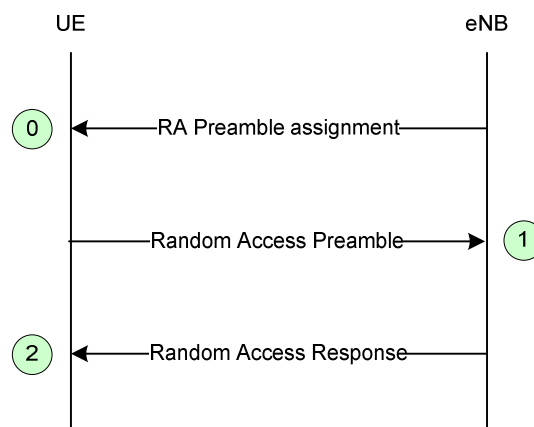 UE
eNB
0
RA Preamble assignment
Random Access Preamble
1
2
Random Access Response